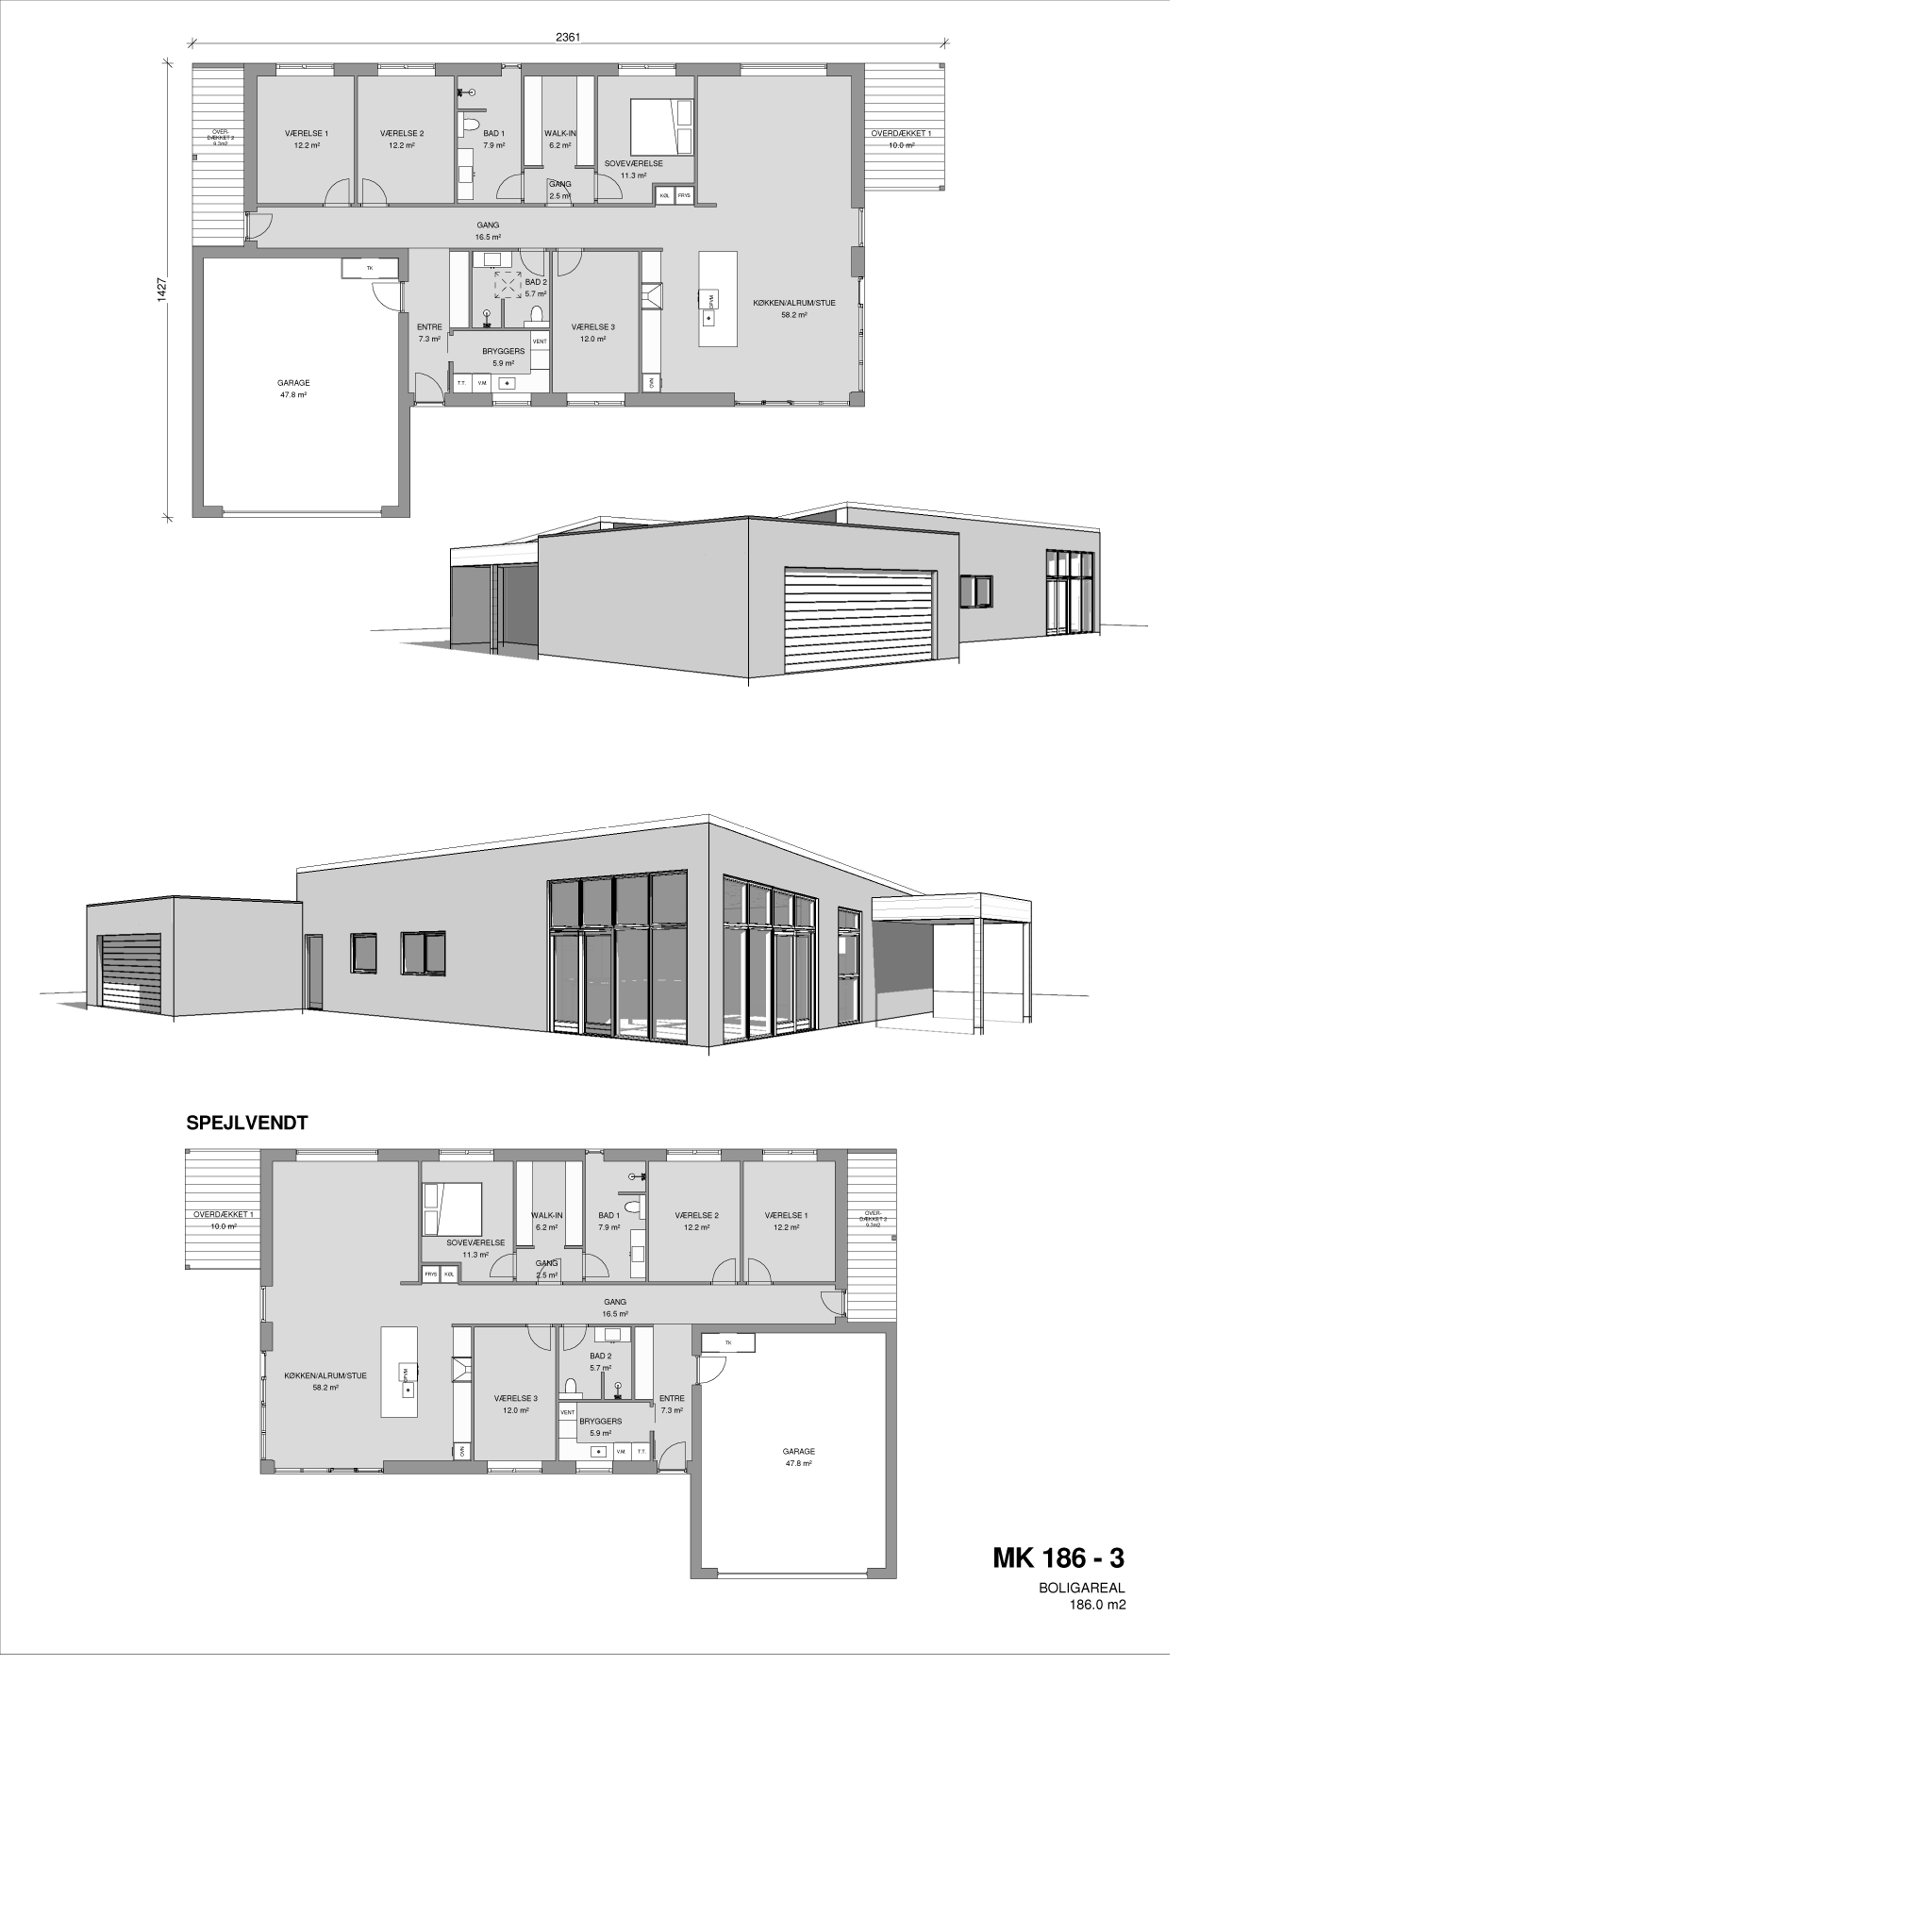 2361
1427
OVER-
DÆKKET 2
9.3m2
VÆRELSE 1
12.2 m²
VÆRELSE 2
12.2 m²
BAD 1
7.9 m²
WALK-IN
6.2 m²
GANG
2.5 m²
SOVEVÆRELSE
11.3 m²
KØL
FRYS
OVERDÆKKET 1
10.0 m²
GANG
16.5 m²
TK
BAD 2
5.7 m²
ENTRE
7.3 m²
BRYGGERS
5.9 m²
VENT
T.T.
V.M.
VÆRELSE 3
12.0 m²
OPVM
OVN
KØKKEN/ALRUM/STUE
58.2 m²
GARAGE
47.8 m²
SPEJLVENDT
OVERDÆKKET 1
10.0 m²
SOVEVÆRELSE
11.3 m²
FRYS
KØL
WALK-IN
6.2 m²
GANG
2.5 m²
BAD 1
7.9 m²
VÆRELSE 2
12.2 m²
VÆRELSE 1
12.2 m²
OVER-
DÆKKET 2
9.3m2
GANG
16.5 m²
TK
KØKKEN/ALRUM/STUE
58.2 m²
OPVM
OVN
VÆRELSE 3
12.0 m²
BAD 2
5.7 m²
VENT
BRYGGERS
5.9 m²
V.M.
T.T.
ENTRE
7.3 m²
GARAGE
47.8 m²
MK 186 - 3
BOLIGAREAL
186.0 m2